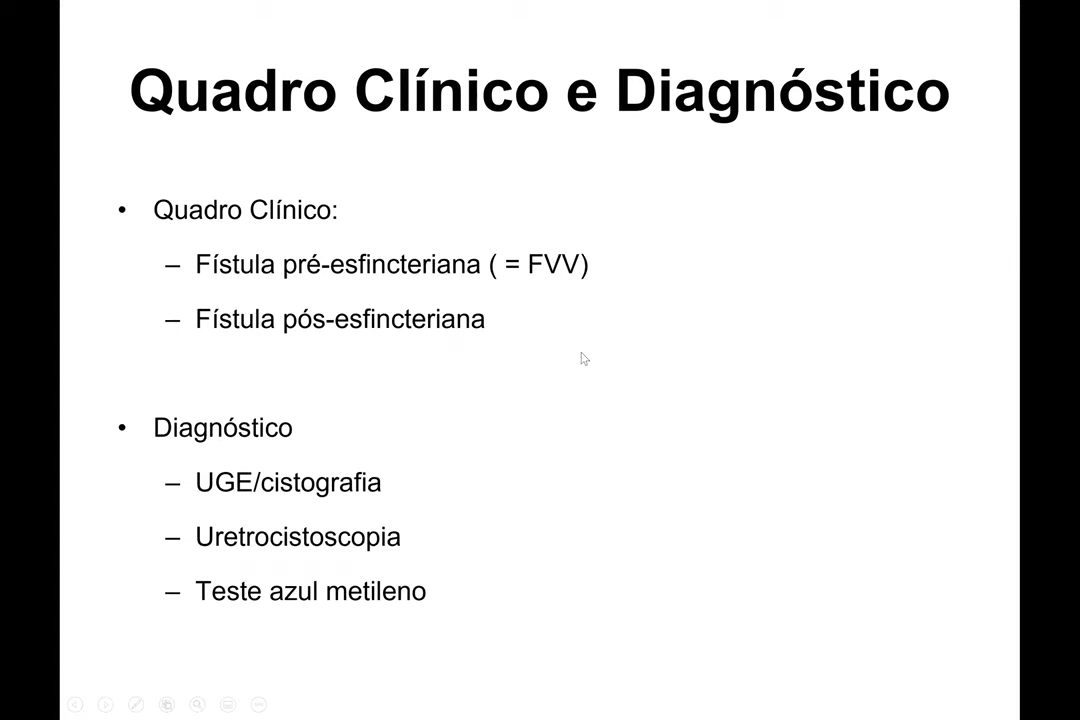 Quadro Clínico e Diagnóstico
• Quadro Clínico:
– Fístula pré-esfincteriana ( = FVV)
– Fístula pós-esfincteriana
• Diagnóstico
– UGE/cistografia
– Uretrocistoscopia
– Teste azul metileno